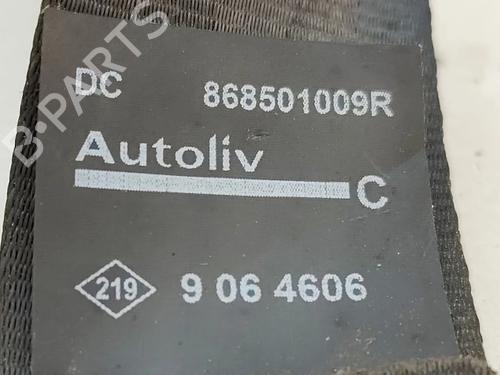 B-PARTS
DC 868501009R
Autoliv
C
219 9 06 4606